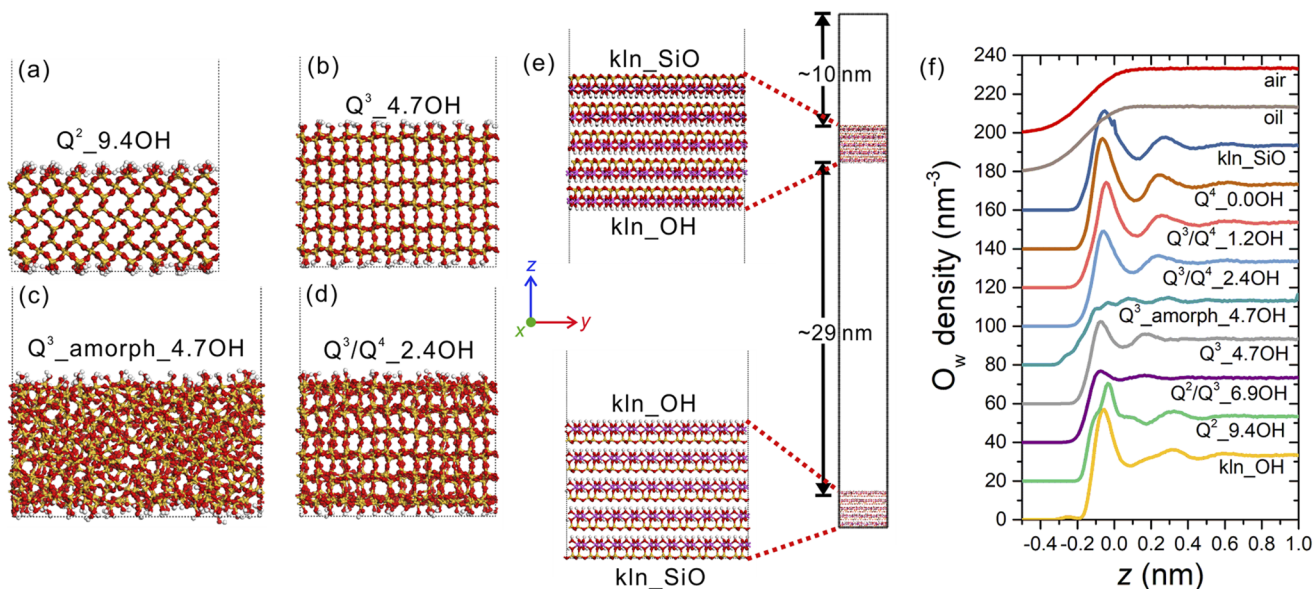 (a)
Q²_9.4OH
(b)
Q³_4.7OH
(c)
Q³_amorph_4.7OH
(d)
Q³/Q⁴_2.4OH
(e)
kln_SiO
kln_OH
z
x
y
kln_OH
kln_SiO
~10 nm
~29 nm
(f)
O_w density (nm⁻³)
240
220
200
180
160
140
120
100
80
60
40
20
0
air
oil
kln_SiO
Q⁴_0.0OH
Q³/Q⁴_1.2OH
Q³/Q⁴_2.4OH
Q³_amorph_4.7OH
Q³_4.7OH
Q²/Q³_6.9OH
Q²_9.4OH
kln_OH
-0.4 -0.2 0.0 0.2 0.4 0.6 0.8 1.0
z (nm)